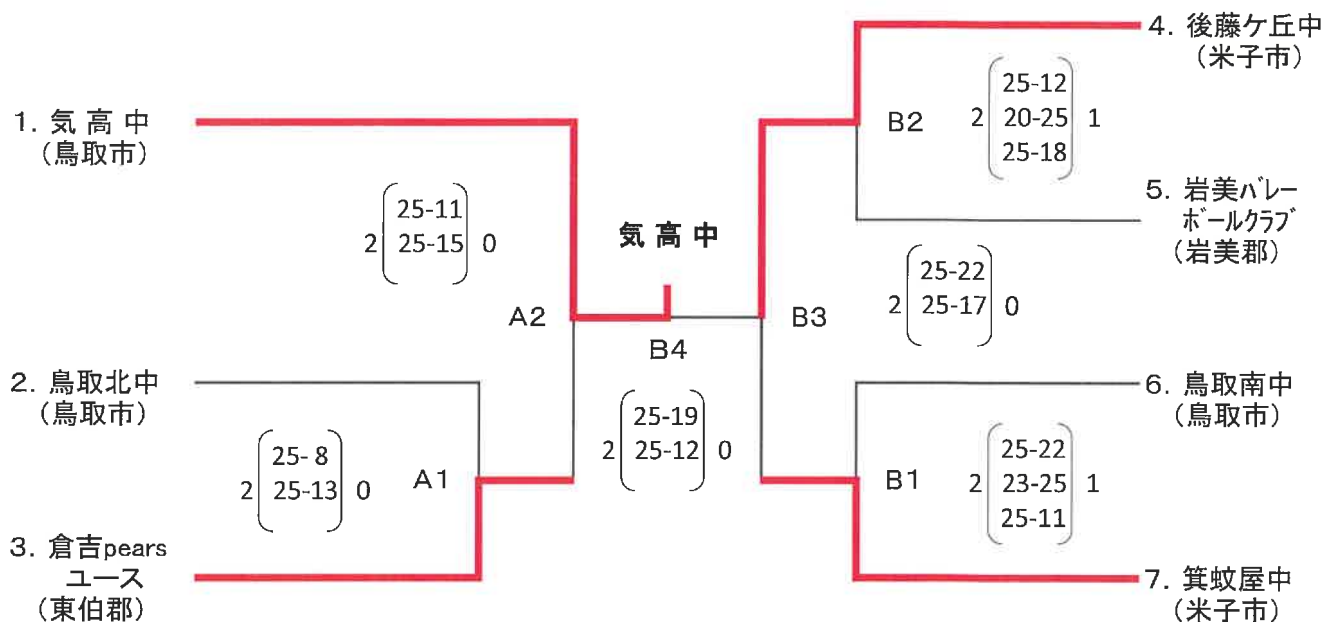 1. 気 高 中
（鳥取市）
2 25-11 0
25-15
2. 鳥取北中
（鳥取市）
2 25- 8 0
25-13
A1
3. 倉吉pears
ユース
（東伯郡）
A2
気 高 中
B4
2 25-19 0
25-12
B3
4. 後藤ケ丘中
（米子市）
B2
25-12
2 20-25 1
25-18
5. 岩美バレー
ボールクラブ
（岩美郡）
2 25-22 0
25-17
6. 鳥取南中
（鳥取市）
B1
25-22
2 23-25 1
25-11
7. 箕蚊屋中
（米子市）